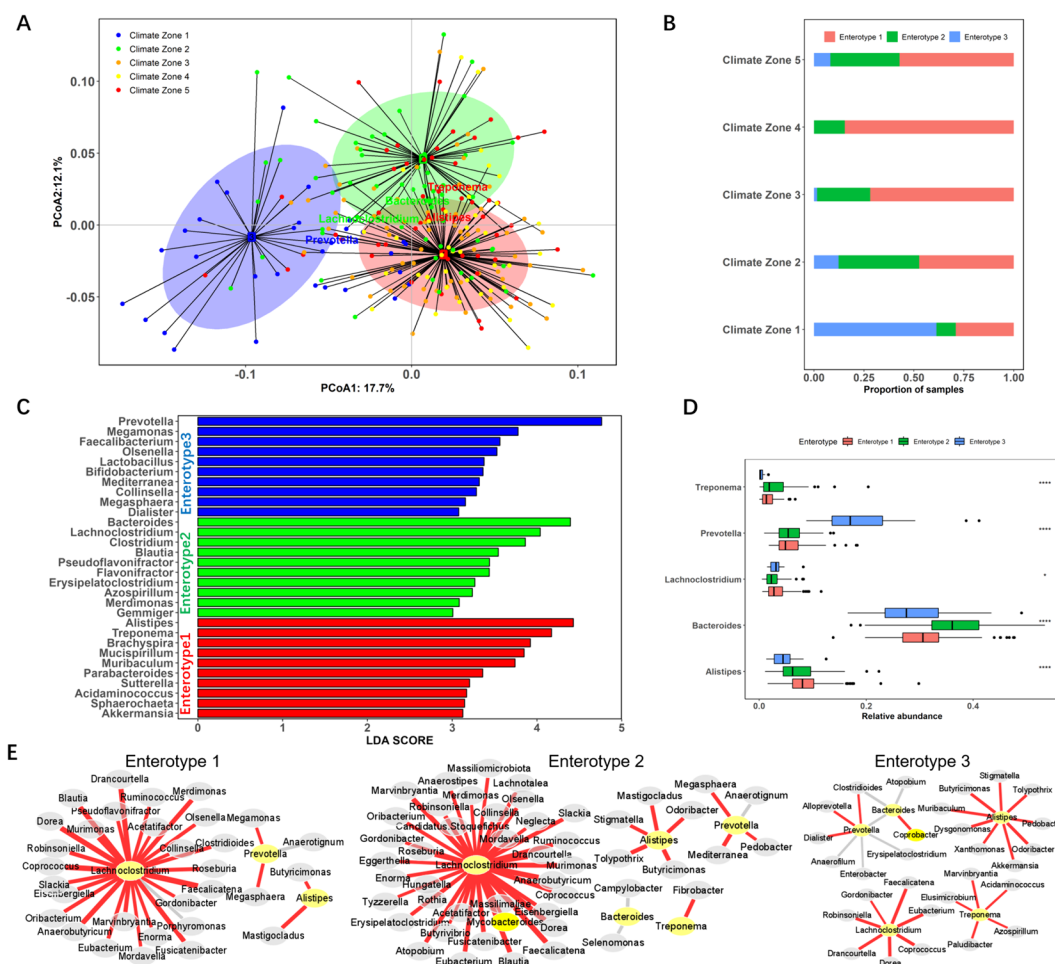 A
Climate Zone 1
Climate Zone 2
Climate Zone 3
Climate Zone 4
Climate Zone 5
PCoA2:12.1%
0.10
0.05
0.00
-0.05
Treponema
Bacteroides
Lachnoclostridium
Alistipes
Prevotella
-0.1
0.0
0.1
PCoA1: 17.7%
B
Enterotype 1
Enterotype 2
Enterotype 3
Climate Zone 5
Climate Zone 4
Climate Zone 3
Climate Zone 2
Climate Zone 1
0.00
0.25
0.50
0.75
1.00
Proportion of samples
C
Prevotella
Megamonas
Faecalibacterium
Olsenella
Lactobacillus
Bifidobacterium
Mediterranea
Collinsella
Megasphaera
Dialister
Bacteroides
Lachnoclostridium
Clostridium
Blautia
Pseudoflavonifractor
Flavonifractor
Erysipelatoclostridium
Azospirillum
Merdimonas
Gemmiger
Alistipes
Treponema
Brachyspira
Mucispirillum
Muribaculum
Parabacteroides
Sutterella
Acidaminococcus
Sphaerochaeta
Akkermansia
Enterotype3
Enterotype2
Enterotype1
0
1
2
3
4
5
LDA SCORE
D
Enterotype
Enterotype 1
Enterotype 2
Enterotype 3
Treponema
Prevotella
Lachnoclostridium
Bacteroides
Alistipes
****
****
*
****
****
0.0
0.2
0.4
Relative abundance
E
Enterotype 1
Drancourtella
Blautia
Ruminococcus
Merdimonas
Pseudoflavonifractor
Dorea
Acetatifactor
Olsenella
Megamonas
Murimonas
Robinsoniella
Collinsella
Clostridioides
Anaerotignum
Prevotella
Coprococcus
Lachnoclostridium
Roseburia
Butyricimonas
Slackia
Faecalicatena
Megasphaera
Alistipes
Eisenbergiella
Gordonibacter
Oribacterium
Marvinbryantia
Porphyromonas
Anaerobutyricum
Enorma
Mastigocladus
Eubacterium
Fusicatenibacter
Mordavella
Enterotype 2
Massiliomicrobiota
Anaerostipes
Lachnotalea
Marvinbryantia
Merdimonas
Olsenella
Robinsoniella
Collinsella
Slackia
Oribacterium
Neglecta
Candidatus Stoquefichus
Gordonibacter
Mordavella
Ruminococcus
Roseburia
Drancourtella
Eggerthella
Lachnoclostridium
Murimonas
Enorma
Anaerobutyricum
Hungatella
Coprococcus
Tyzzerella
Rothia
Massilimaliae
Eisenbergiella
Acetatifactor
Mycobacteroides
Dorea
Erysipelatoclostridium
Butyrivibrio
Fusicatenibacter
Faecalicatena
Atopobium
Eubacterium
Blautia
Megasphaera
Mastigocladus
Anaerotignum
Odoribacter
Stigmatella
Prevotella
Alistipes
Pedobacter
Tolypothrix
Mediterranea
Butyricimonas
Campylobacter
Fibrobacter
Bacteroides
Treponema
Selenomonas
Enterotype 3
Atopobium
Stigmatella
Clostridioides
Butyricimonas
Tolypothrix
Bacteroides
Alloprevotella
Muribaculum
Alistipes
Prevotella
Coprobacter
Pedobacter
Dialister
Dysgonomonas
Odoribacter
Erysipelatoclostridium
Xanthomonas
Anaerofilum
Akkermansia
Enterobacter
Faecalicatena
Marvinbryantia
Gordonibacter
Acidaminococcus
Elusimicrobium
Robinsoniella
Eubacterium
Lachnoclostridium
Treponema
Azospirillum
Drancourtella
Coprococcus
Paludibacter
Dorea